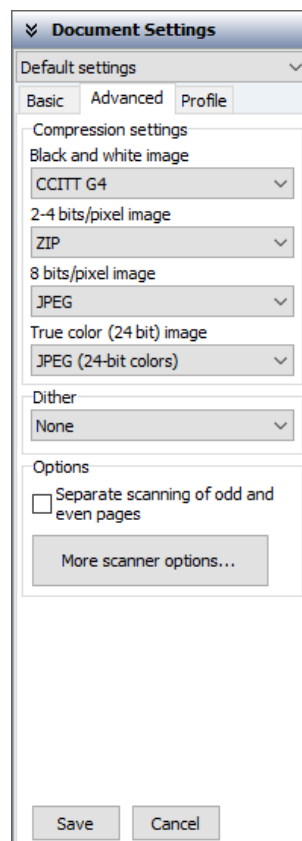 Document Settings
Default settings
Basic Advanced Profile
Compression settings
Black and white image
CCITT G4
2-4 bits/pixel image
ZIP
8 bits/pixel image
JPEG
True color (24 bit) image
JPEG (24-bit colors)
Dither
None
Options
Separate scanning of odd and
even pages
More scanner options...
Save Cancel